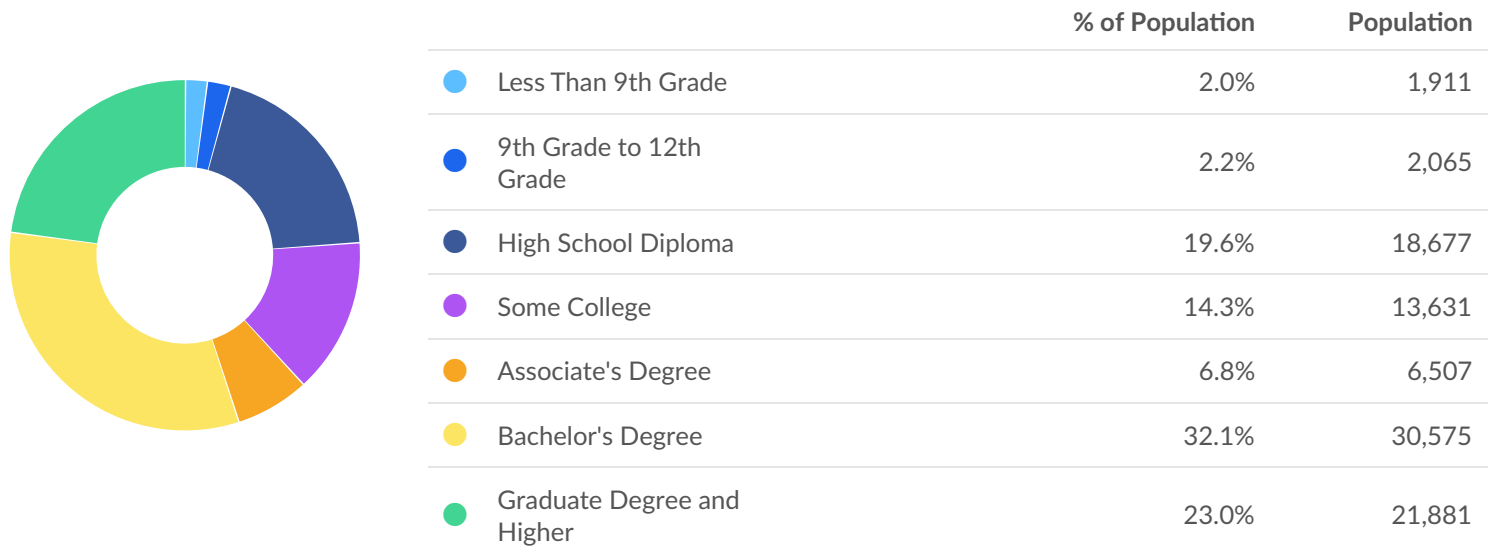 % of Population Population
Less Than 9th Grade 2.0% 1,911
9th Grade to 12th
Grade 2.2% 2,065
High School Diploma 19.6% 18,677
Some College 14.3% 13,631
Associate's Degree 6.8% 6,507
Bachelor's Degree 32.1% 30,575
Graduate Degree and
Higher 23.0% 21,881